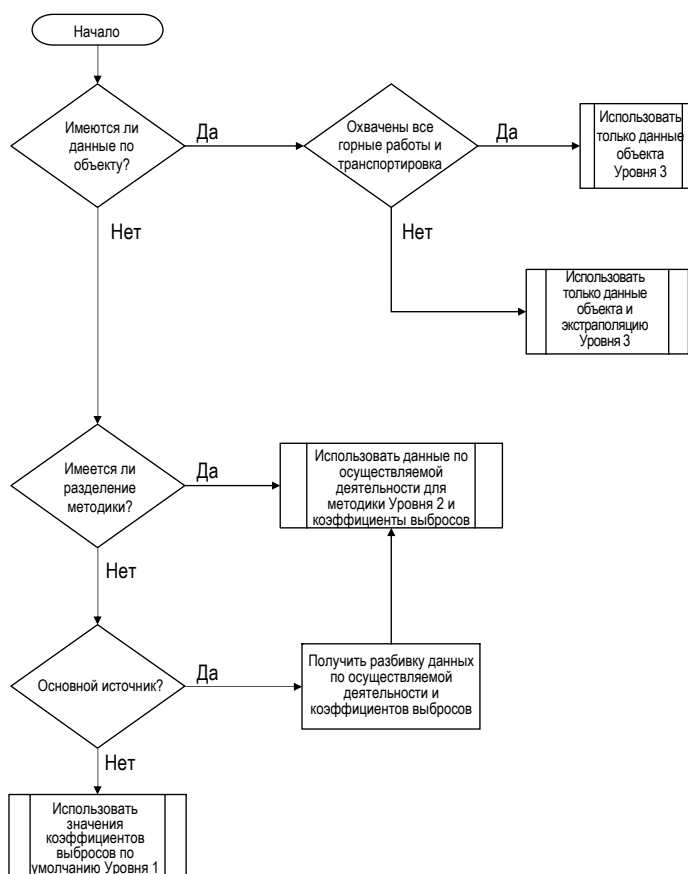 Начало
Имеются ли
данные по
объекту?
Да
Охвачены все
горные работы и
транспортировка
Да
Использовать
только данные
объекта
Уровня 3
Нет
Нет
Использовать
только данные
объекта и
экстраполяцию
Уровня 3
Имеется ли
разделение
методики?
Да
Использовать данные по
осуществляемой
деятельности для
методики Уровня 2 и
коэффициенты выбросов
Нет
Основной источник?
Да
Получить разбивку данных
по осуществляемой
деятельности и
коэффициентов выбросов
Нет
Использовать
значения
коэффициентов
выбросов по
умолчанию Уровня 1